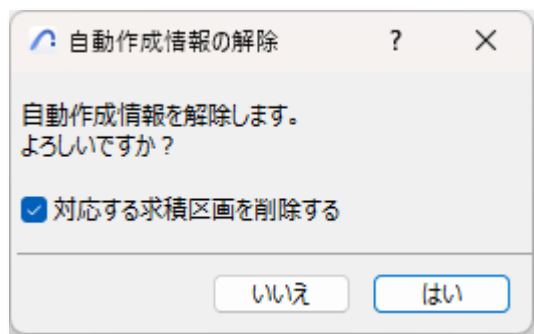 自動作成情報の解除
?
自動作成情報を解除します。
よろしいですか？
対応する求積区画を削除する
いいえ
はい